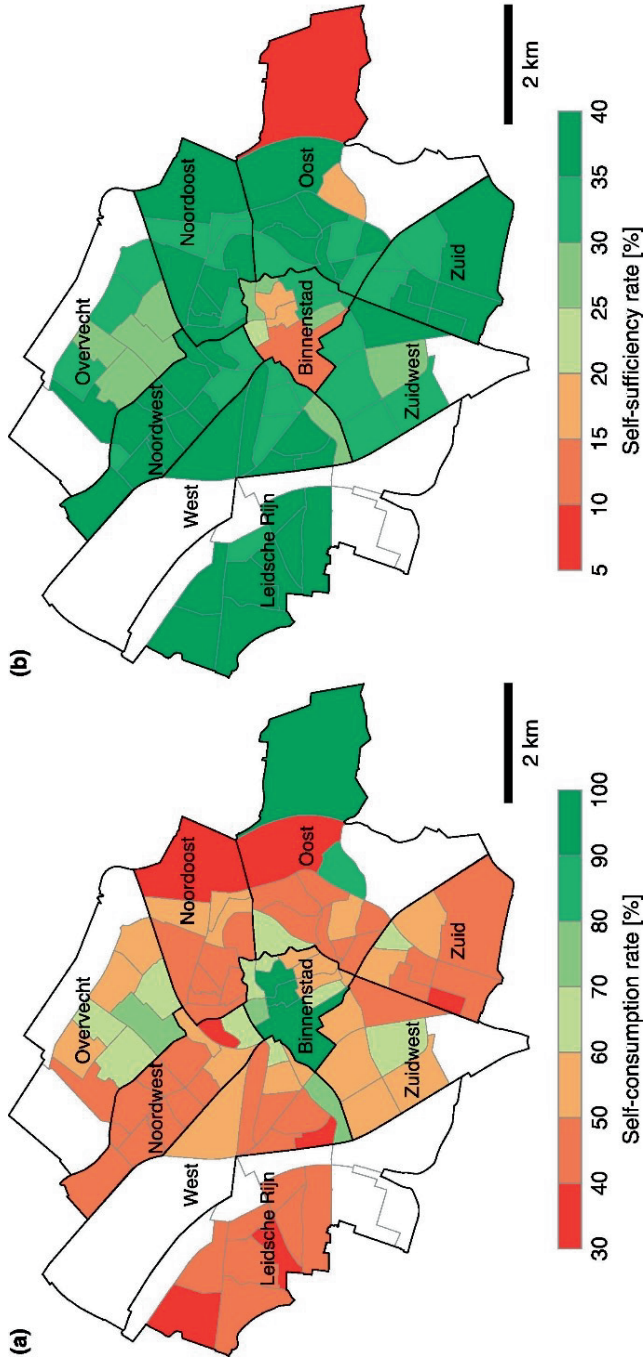 (a)
Overvecht
Noordwest
Noordoost
West
Leidsche Rijn
Binnenstad
Oost
Zuidwest
Zuid
2 km
30 40 50 60 70 80 90 100
Self-consumption rate [%]
(b)
Overvecht
Noordwest
Noordoost
West
Leidsche Rijn
Binnenstad
Oost
Zuidwest
Zuid
2 km
5 10 15 20 25 30 35 40
Self-sufficiency rate [%]